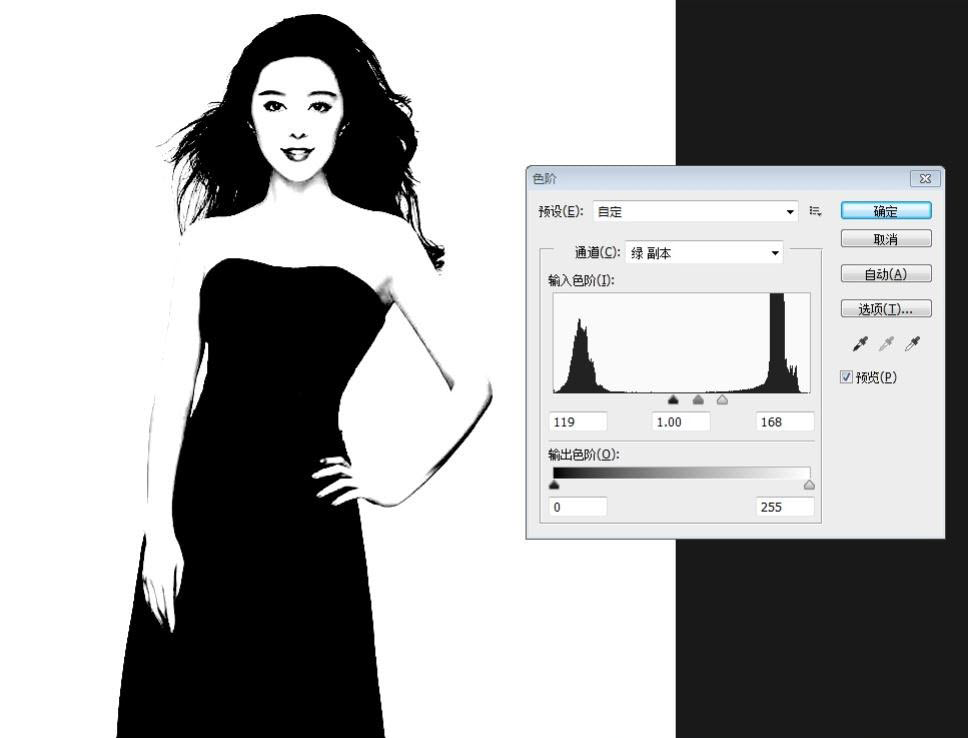 色阶
预设(E): 自定
确定
取消
通道(C): 绿 副本
自动(A)
输入色阶(I):
选项(T)...
预览(P)
119 1.00 168
输出色阶(O):
0 255